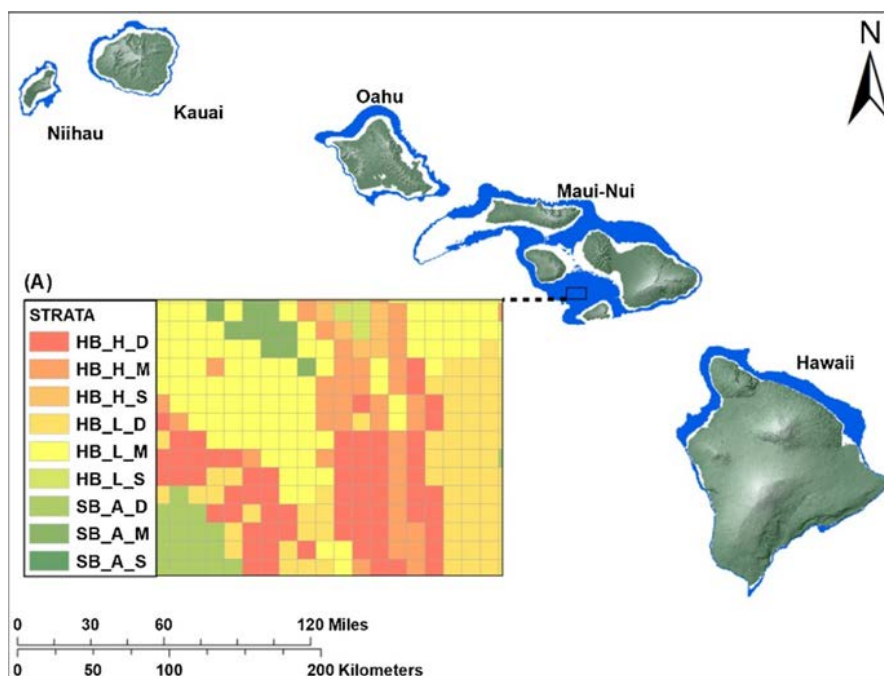 N
Oahu
Kauai
Niihau
Maui-Nui
(A)
STRATA
HB_H_D
HB_H_M
HB_H_S
HB_L_D
HB_L_M
HB_L_S
SB_A_D
SB_A_M
SB_A_S
Hawaii
0 30 60 120 Miles
0 50 100 200 Kilometers